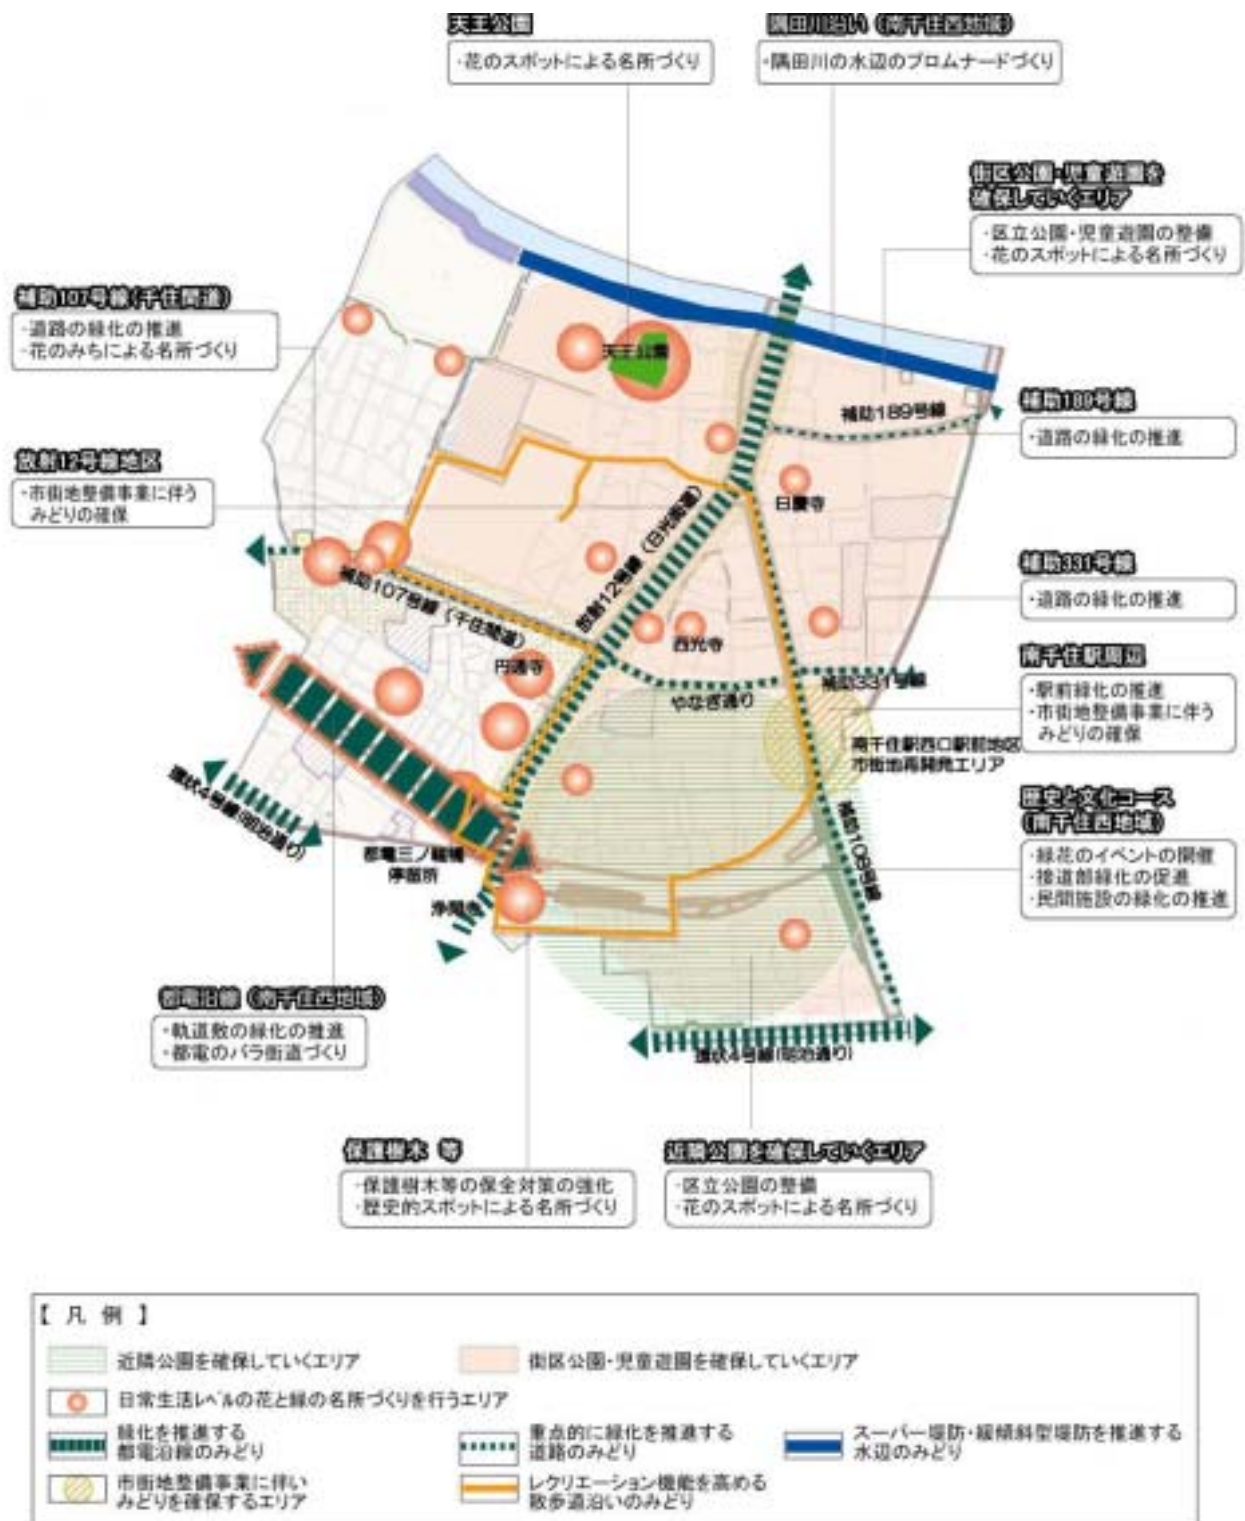 天王公園
・花のスポットによる名所づくり
隅田川沿い（南千住西地域）
・隅田川の水辺のプロムナードづくり
街区公園・児童遊園を
確保していくエリア
・区立公園・児童遊園の整備
・花のスポットによる名所づくり
補助107号線(千住間道)
・道路の緑化の推進
・花のみちによる名所づくり
天王公園
補助189号線
補助189号線
・道路の緑化の推進
放射12号線地区
・市街地整備事業に伴う
みどりの確保
日慶寺
放射12号線（日光街道）
補助107号線（千住間道）
補助331号線
・道路の緑化の推進
西光寺
円通寺
やなぎ通り
補助331号線
南千住駅周辺
・駅前緑化の推進
・市街地整備事業に伴う
みどりの確保
南千住駅西口駅前地区
市街地再開発エリア
環状4号線(明治通り)
歴史と文化コース
(南千住西地域)
・緑花のイベントの開催
・接道部緑化の促進
・民間施設の緑化の推進
補助108号線
都電三ノ輪橋
停留所
浄閑寺
都電沿線（南千住西地域）
・軌道敷の緑化の推進
・都電のバラ街道づくり
環状4号線(明治通り)
保護樹木 等
・保護樹木等の保全対策の強化
・歴史的スポットによる名所づくり
近隣公園を確保していくエリア
・区立公園の整備
・花のスポットによる名所づくり
【 凡 例 】
近隣公園を確保していくエリア
街区公園・児童遊園を確保していくエリア
日常生活レベルの花と緑の名所づくりを行うエリア
緑化を推進する
都電沿線のみどり
重点的に緑化を推進する
道路のみどり
スーパー堤防・緩傾斜型堤防を推進する
水辺のみどり
市街地整備事業に伴い
みどりを確保するエリア
レクリエーション機能を高める
散歩道沿いのみどり